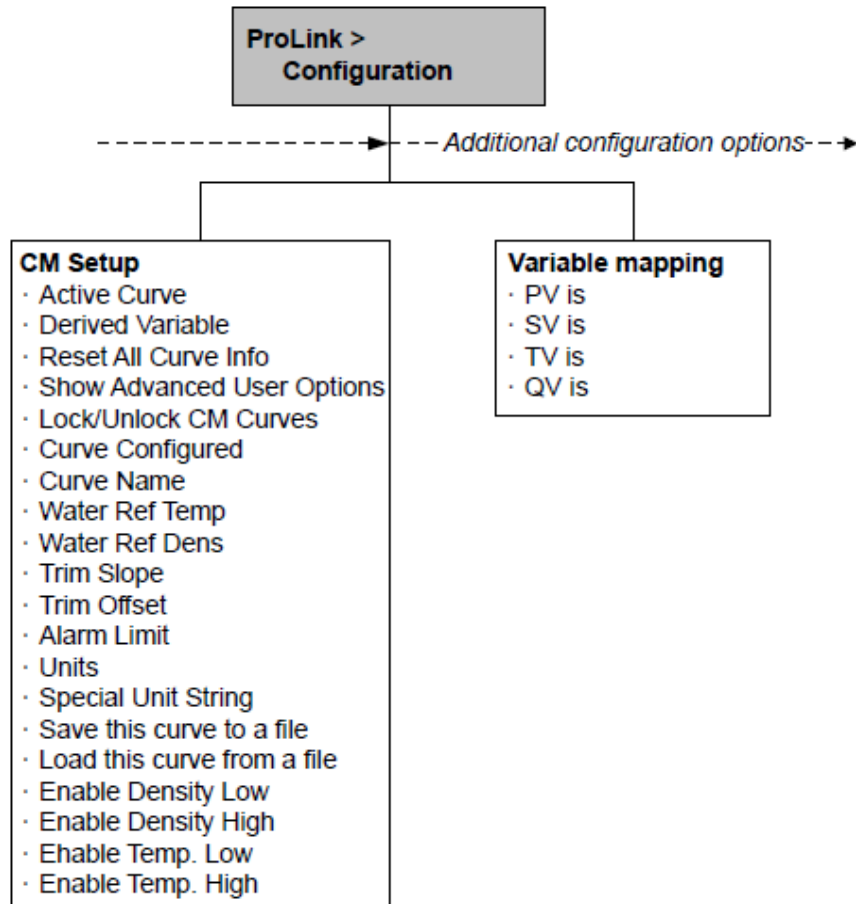 ProLink >
Configuration
Additional configuration options
CM Setup
· Active Curve
· Derived Variable
· Reset All Curve Info
· Show Advanced User Options
· Lock/Unlock CM Curves
· Curve Configured
· Curve Name
· Water Ref Temp
· Water Ref Dens
· Trim Slope
· Trim Offset
· Alarm Limit
· Units
· Special Unit String
· Save this curve to a file
· Load this curve from a file
· Enable Density Low
· Enable Density High
· Ehable Temp. Low
· Enable Temp. High
Variable mapping
· PV is
· SV is
· TV is
· QV is